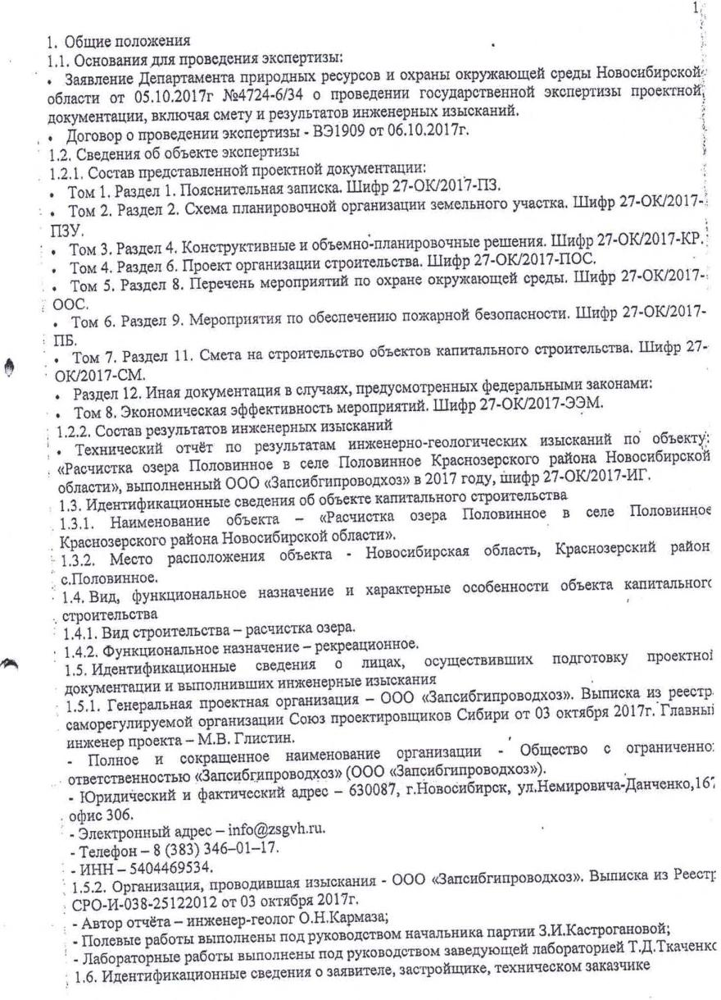 1
1. Общие положения
1.1. Основания для проведения экспертизы:
• Заявление Департамента природных ресурсов и охраны окружающей среды Новосибирской
области от 05.10.2017г №4724-6/34 о проведении государственной экспертизы проектной
документации, включая смету и результатов инженерных изысканий.
• Договор о проведении экспертизы - ВЭ1909 от 06.10.2017г.
1.2. Сведения об объекте экспертизы
1.2.1. Состав представленной проектной документации:
• Том 1. Раздел 1. Пояснительная записка. Шифр 27-ОК/2017-ПЗ.
• Том 2. Раздел 2. Схема планировочной организации земельного участка. Шифр 27-ОК/2017-
ПЗУ.
• Том 3. Раздел 4. Конструктивные и объемно-планировочные решения. Шифр 27-ОК/2017-КР.
• Том 4. Раздел 6. Проект организации строительства. Шифр 27-ОК/2017-ПОС.
• Том 5. Раздел 8. Перечень мероприятий по охране окружающей среды. Шифр 27-ОК/2017-
ООС.
• Том 6. Раздел 9. Мероприятия по обеспечению пожарной безопасности. Шифр 27-ОК/2017-
ПБ.
• Том 7. Раздел 11. Смета на строительство объектов капитального строительства. Шифр 27-
ОК/2017-СМ.
• Раздел 12. Иная документация в случаях, предусмотренных федеральными законами:
• Том 8. Экономическая эффективность мероприятий. Шифр 27-ОК/2017-ЭЭМ.
1.2.2. Состав результатов инженерных изысканий
• Технический отчёт по результатам инженерно-геологических изысканий по объекту:
«Расчистка озера Половинное в селе Половинное Краснозерского района Новосибирской
области», выполненный ООО «Запсибгипроводхоз» в 2017 году, шифр 27-ОК/2017-ИГ.
1.3. Идентификационные сведения об объекте капитального строительства
1.3.1. Наименование объекта – «Расчистка озера Половинное в селе Половинное
Краснозерского района Новосибирской области».
1.3.2. Место расположения объекта - Новосибирская область, Краснозерский район
с.Половинное.
1.4. Вид, функциональное назначение и характерные особенности объекта капитальногс
строительства
1.4.1. Вид строительства – расчистка озера.
1.4.2. Функциональное назначение – рекреационное.
1.5. Идентификационные сведения о лицах, осуществивших подготовку проектної
документации и выполнивших инженерные изыскания
1.5.1. Генеральная проектная организация – ООО «Запсибгипроводхоз». Выписка из реестр
саморегулируемой организации Союз проектировщиков Сибири от 03 октября 2017г. Главный
инженер проекта – М.В. Глистин.
- Полное и сокращенное наименование организации - Общество с ограниченно
ответственностью «Запсибгипроводхоз» (ООО «Запсибгипроводхоз»).
- Юридический и фактический адрес – 630087, г.Новосибирск, ул.Немировича-Данченко,167
офис 306.
- Электронный адрес – info@zsgvh.ru.
- Телефон – 8 (383) 346–01–17.
- ИНН – 5404469534.
1.5.2. Организация, проводившая изыскания - ООО «Запсибгипроводхоз». Выписка из Реестр
СРО-И-038-25122012 от 03 октября 2017г.
- Автор отчёта – инженер-геолог О.Н.Кармаза;
- Полевые работы выполнены под руководством начальника партии З.И.Кастрогановой;
- Лабораторные работы выполнены под руководством заведующей лабораторией Т.Д.Ткаченко
1.6. Идентификационные сведения о заявителе, застройщике, техническом заказчике